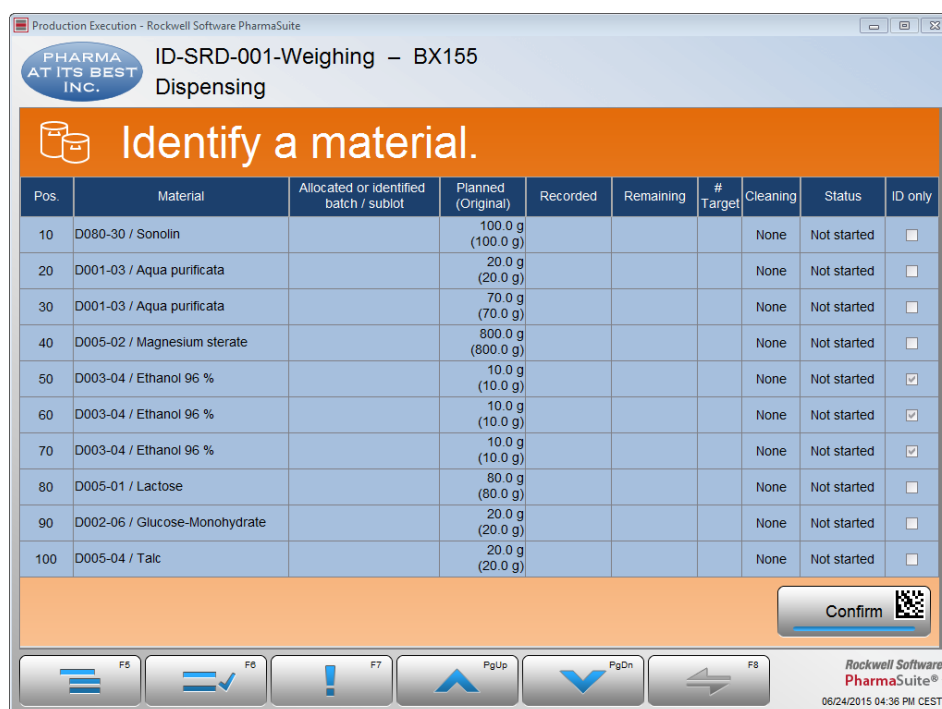 Production Execution - Rockwell Software PharmaSuite
PHARMA
AT ITS BEST
INC.
ID-SRD-001-Weighing – BX155
Dispensing
Identify a material.
Pos. Material Allocated or identified batch / sublot Planned (Original) Recorded Remaining # Target Cleaning Status ID only
10 D080-30 / Sonolin 100.0 g (100.0 g) None Not started
20 D001-03 / Aqua purificata 20.0 g (20.0 g) None Not started
30 D001-03 / Aqua purificata 70.0 g (70.0 g) None Not started
40 D005-02 / Magnesium sterate 800.0 g (800.0 g) None Not started
50 D003-04 / Ethanol 96 % 10.0 g (10.0 g) None Not started
60 D003-04 / Ethanol 96 % 10.0 g (10.0 g) None Not started
70 D003-04 / Ethanol 96 % 10.0 g (10.0 g) None Not started
80 D005-01 / Lactose 80.0 g (80.0 g) None Not started
90 D002-06 / Glucose-Monohydrate 20.0 g (20.0 g) None Not started
100 D005-04 / Talc 20.0 g (20.0 g) None Not started
Confirm
F5 F6 F7 PgUp PgDn F8
Rockwell Software
PharmaSuite®
06/24/2015 04:36 PM CEST